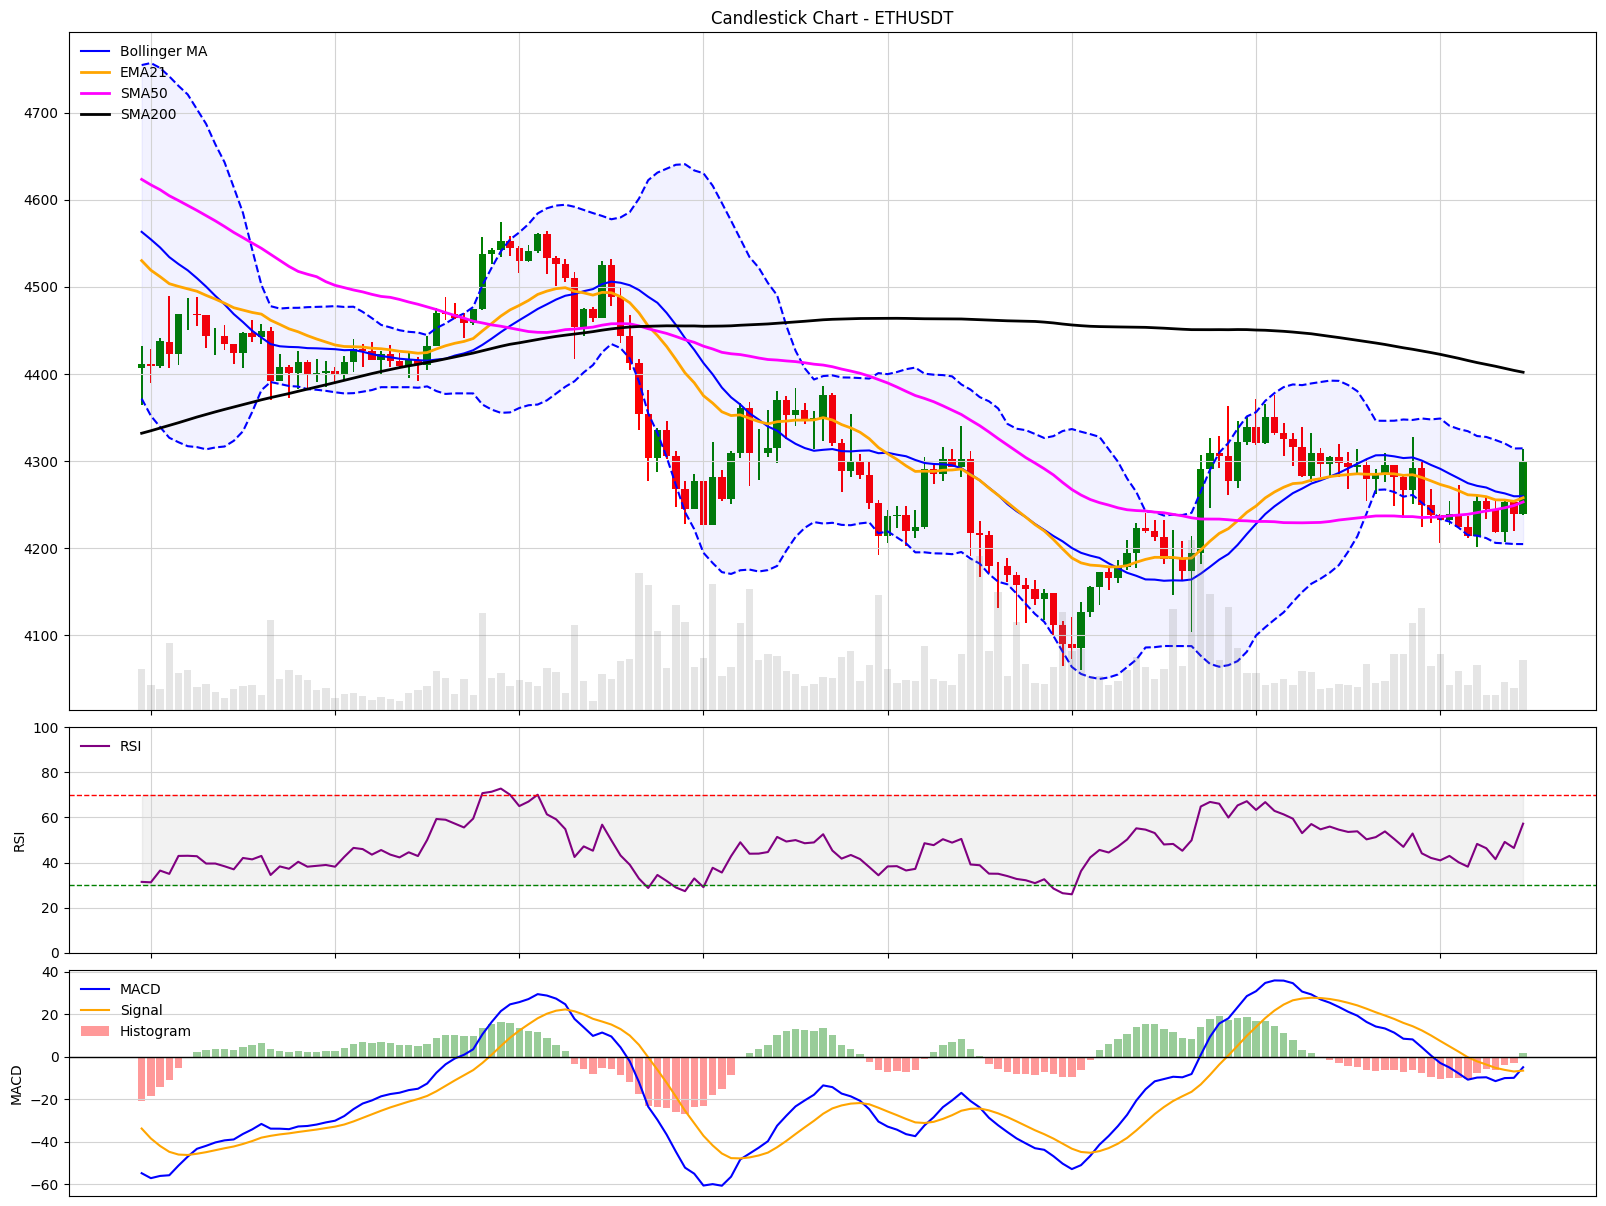 Candlestick Chart - ETHUSDT
Bollinger MA
EMA21
SMA50
SMA200
4700
4600
4500
4400
4300
4200
4100
RSI
100
80
60
40
20
0
RSI
MACD
Signal
Histogram
40
20
0
−20
−40
−60
MACD